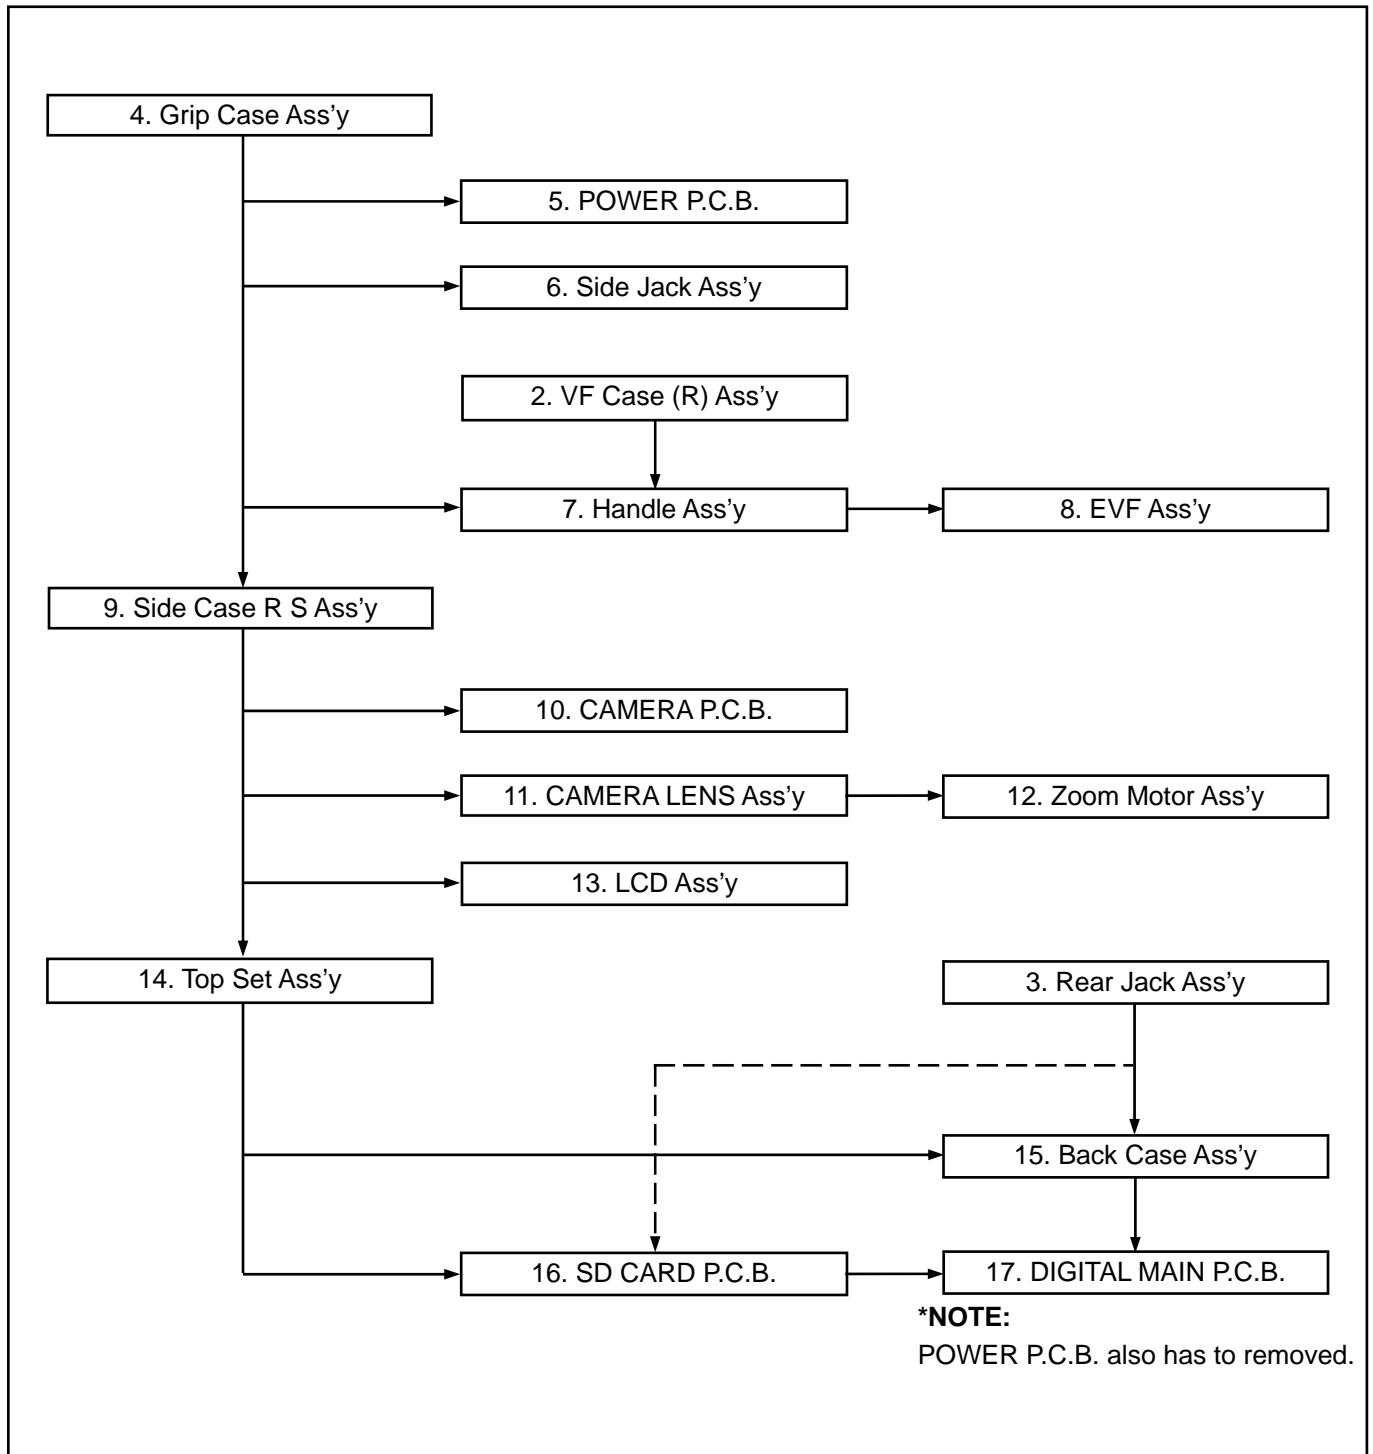 4. Grip Case Ass’y
5. POWER P.C.B.
6. Side Jack Ass’y
2. VF Case (R) Ass’y
7. Handle Ass’y
8. EVF Ass’y
9. Side Case R S Ass’y
10. CAMERA P.C.B.
11. CAMERA LENS Ass’y
12. Zoom Motor Ass’y
13. LCD Ass’y
14. Top Set Ass’y
3. Rear Jack Ass’y
15. Back Case Ass’y
16. SD CARD P.C.B.
17. DIGITAL MAIN P.C.B.
*NOTE:
POWER P.C.B. also has to removed.